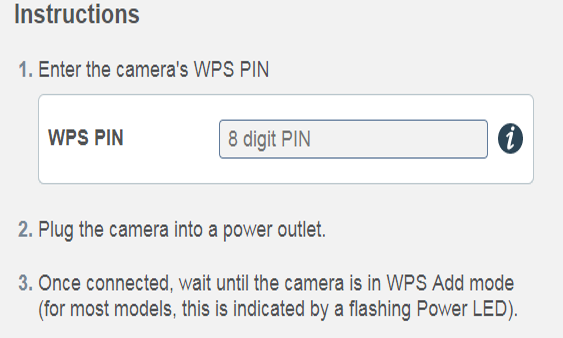 Instructions
1. Enter the camera's WPS PIN
WPS PIN 8 digit PIN i
2. Plug the camera into a power outlet.
3. Once connected, wait until the camera is in WPS Add mode
(for most models, this is indicated by a flashing Power LED).